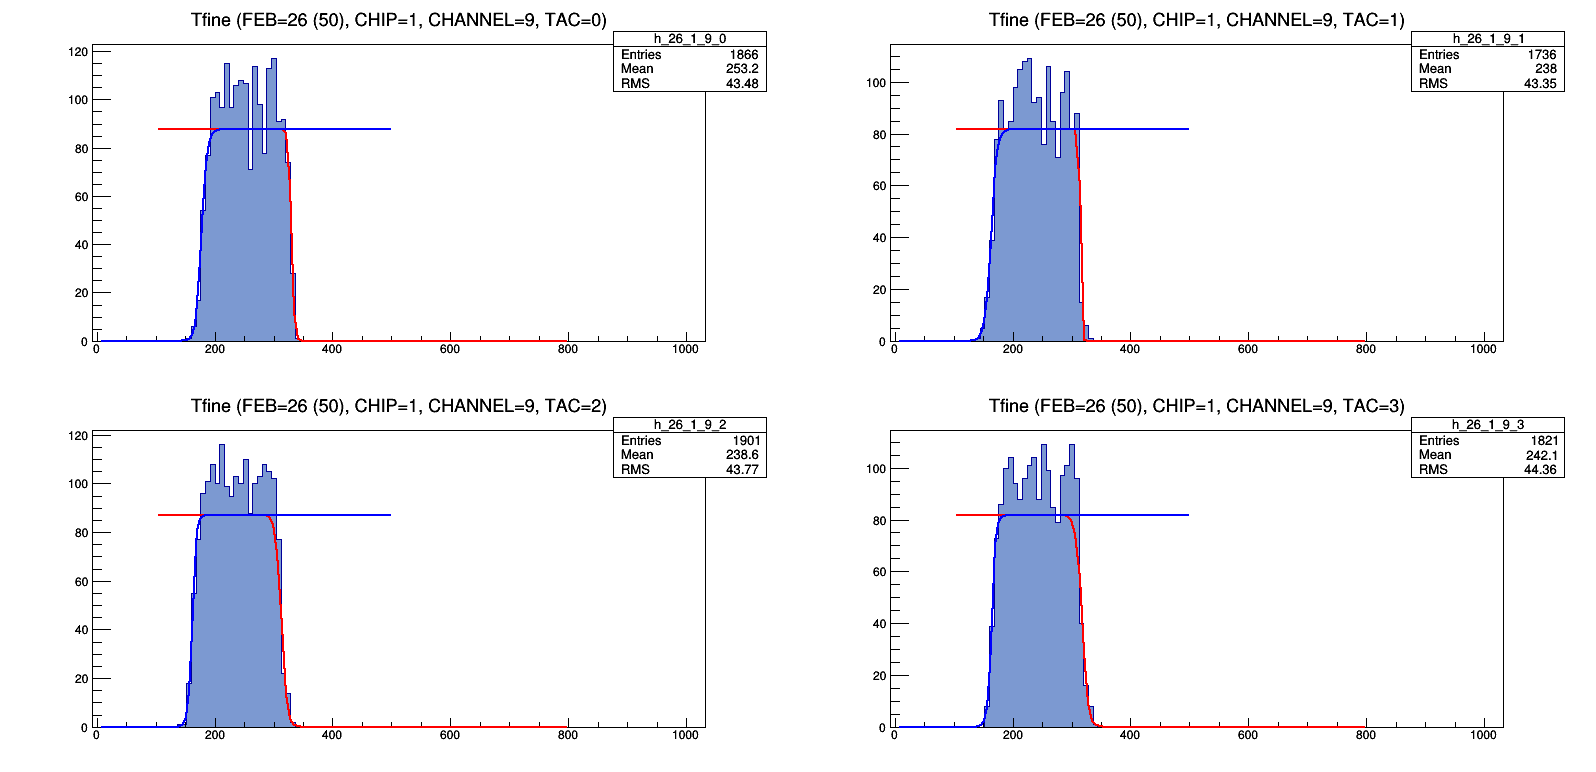 Tfine (FEB=26 (50), CHIP=1, CHANNEL=9, TAC=0)
h_26_1_9_0
Entries 1866
Mean 253.2
RMS 43.48
120
100
80
60
40
20
0
0 200 400 600 800 1000
Tfine (FEB=26 (50), CHIP=1, CHANNEL=9, TAC=1)
h_26_1_9_1
Entries 1736
Mean 238
RMS 43.35
100
80
60
40
20
0
0 200 400 600 800 1000
Tfine (FEB=26 (50), CHIP=1, CHANNEL=9, TAC=2)
h_26_1_9_2
Entries 1901
Mean 238.6
RMS 43.77
120
100
80
60
40
20
0
0 200 400 600 800 1000
Tfine (FEB=26 (50), CHIP=1, CHANNEL=9, TAC=3)
h_26_1_9_3
Entries 1821
Mean 242.1
RMS 44.36
100
80
60
40
20
0
0 200 400 600 800 1000